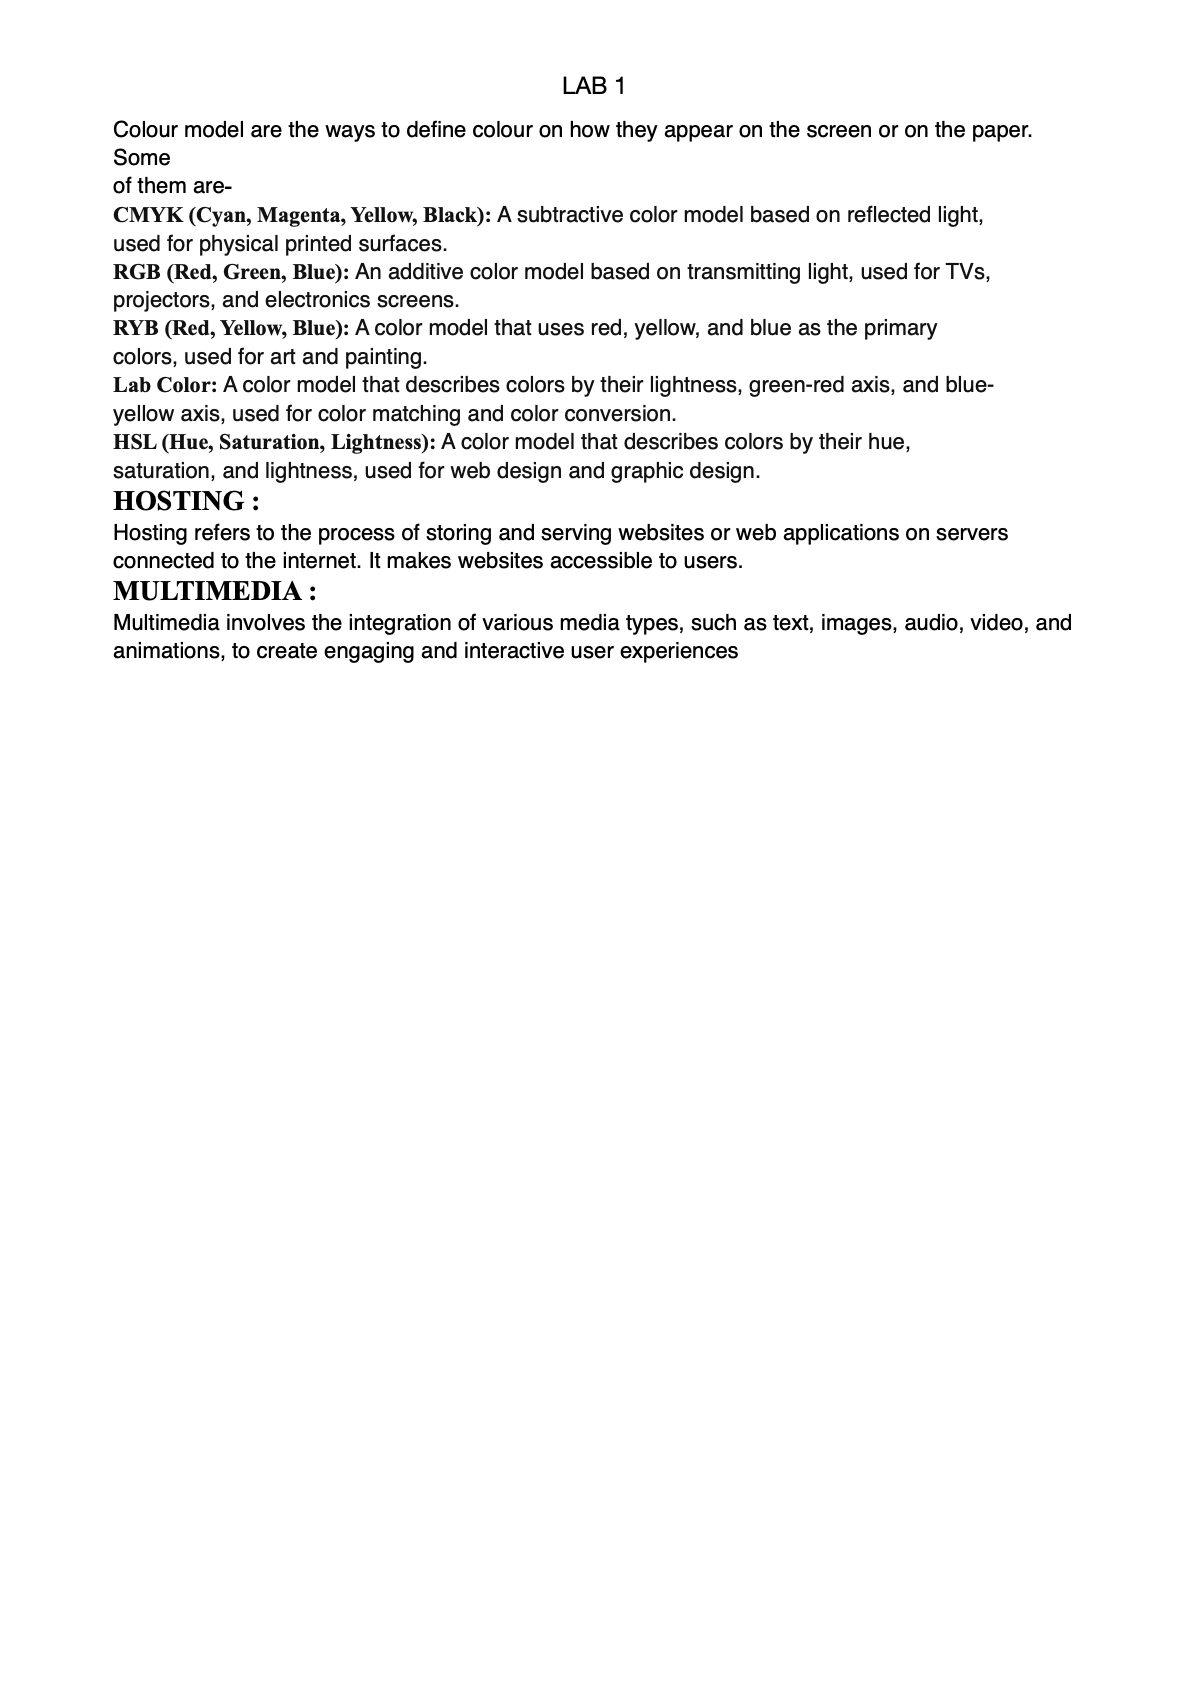 LAB 1
Colour model are the ways to define colour on how they appear on the screen or on the paper.
Some
of them are-
CMYK (Cyan, Magenta, Yellow, Black): A subtractive color model based on reflected light,
used for physical printed surfaces.
RGB (Red, Green, Blue): An additive color model based on transmitting light, used for TVs,
projectors, and electronics screens.
RYB (Red, Yellow, Blue): A color model that uses red, yellow, and blue as the primary
colors, used for art and painting.
Lab Color: A color model that describes colors by their lightness, green-red axis, and blue-
yellow axis, used for color matching and color conversion.
HSL (Hue, Saturation, Lightness): A color model that describes colors by their hue,
saturation, and lightness, used for web design and graphic design.
HOSTING :
Hosting refers to the process of storing and serving websites or web applications on servers
connected to the internet. It makes websites accessible to users.
MULTIMEDIA :
Multimedia involves the integration of various media types, such as text, images, audio, video, and
animations, to create engaging and interactive user experiences